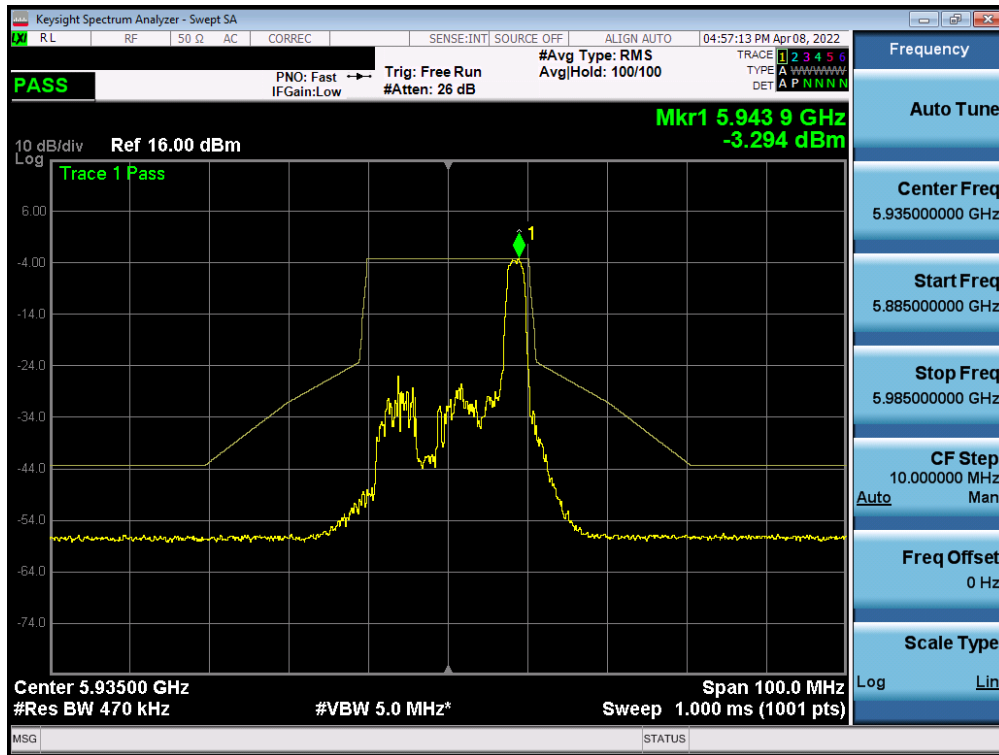 Keysight Spectrum Analyzer - Swept SA
LXI RL RF 50 Ω AC CORREC SENSE:INT SOURCE OFF ALIGN AUTO 04:57:13 PM Apr 08, 2022
PASS
PNO: Fast
IFGain:Low
Trig: Free Run
#Atten: 26 dB
#Avg Type: RMS
Avg|Hold: 100/100
TRACE 1 2 3 4 5 6
TYPE A WWWWW
DET A P N N N N
Mkr1 5.943 9 GHz
-3.294 dBm
10 dB/div
Log
Ref 16.00 dBm
Trace 1 Pass
1
6.00
-4.00
-14.0
-24.0
-34.0
-44.0
-54.0
-64.0
-74.0
Center 5.93500 GHz
#Res BW 470 kHz
#VBW 5.0 MHz*
Span 100.0 MHz
Sweep 1.000 ms (1001 pts)
MSG STATUS
Frequency
Auto Tune
Center Freq
5.935000000 GHz
Start Freq
5.885000000 GHz
Stop Freq
5.985000000 GHz
CF Step
10.000000 MHz
Auto Man
Freq Offset
0 Hz
Scale Type
Log Lin